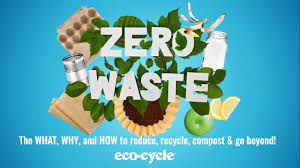 ZERO
WASTE
The WHAT, WHY, and HOW to reduce, recycle, compost & go beyond!
eco·cycle